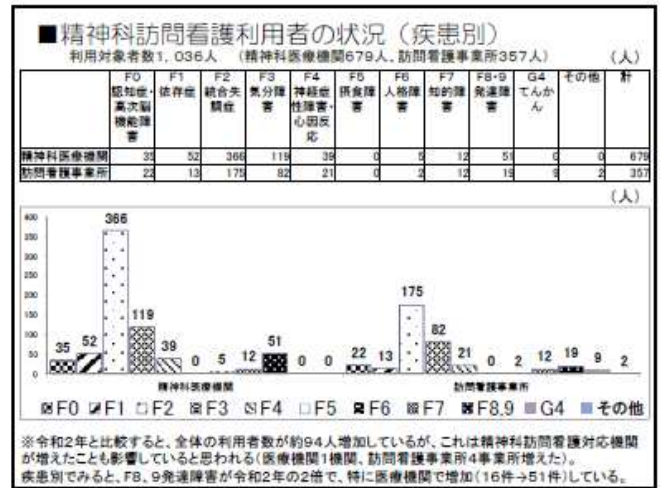 ■精神科訪問看護利用者の状況（疾患別）
利用対象者数1，036人 （精神科医療機関679人、訪問看護事業所357人） （人）
F0 認知症・高次脳機能障害 F1 依存症 F2 統合失調症 F3 気分障害 F4 神経症性障害・心因反応 F5 摂食障害 F6 人格障害 F7 知的障害 F8・9 発達障害 G4 てんかん その他 計
精神科医療機関 35 52 366 119 39 0 5 12 51 0 0 679
訪問看護事業所 22 13 175 82 21 0 2 12 19 9 2 357
（人）
400
350
300
250
200
150
100
50
0
35 52 366 119 39 0 5 12 51 0 0 22 13 175 82 21 0 2 12 19 9 2
精神科医療機関 訪問看護事業所
F0 F1 F2 F3 F4 F5 F6 F7 F8,9 G4 その他
※令和2年と比較すると、全体の利用者数が約94人増加しているが、これは精神科訪問看護対応機関
が増えたことも影響していると思われる（医療機関1機関、訪問看護事業所4事業所増えた）。
疾患別でみると、F8、9発達障害が令和2年の2倍で、特に医療機関で増加（16件→51件）している。